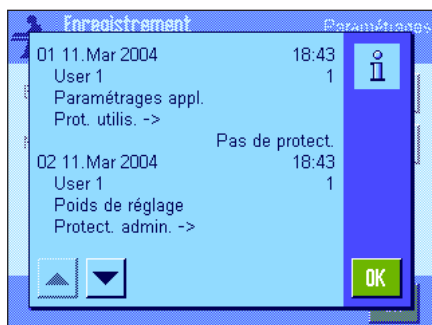 Enregistrement Paramétrages
01 11.Mar 2004 18:43
User 1 1
Paramétrages appl.
Prot. utilis. ->
Pas de protect.
02 11.Mar 2004 18:43
User 1 1
Poids de réglage
Protect. admin. ->
OK